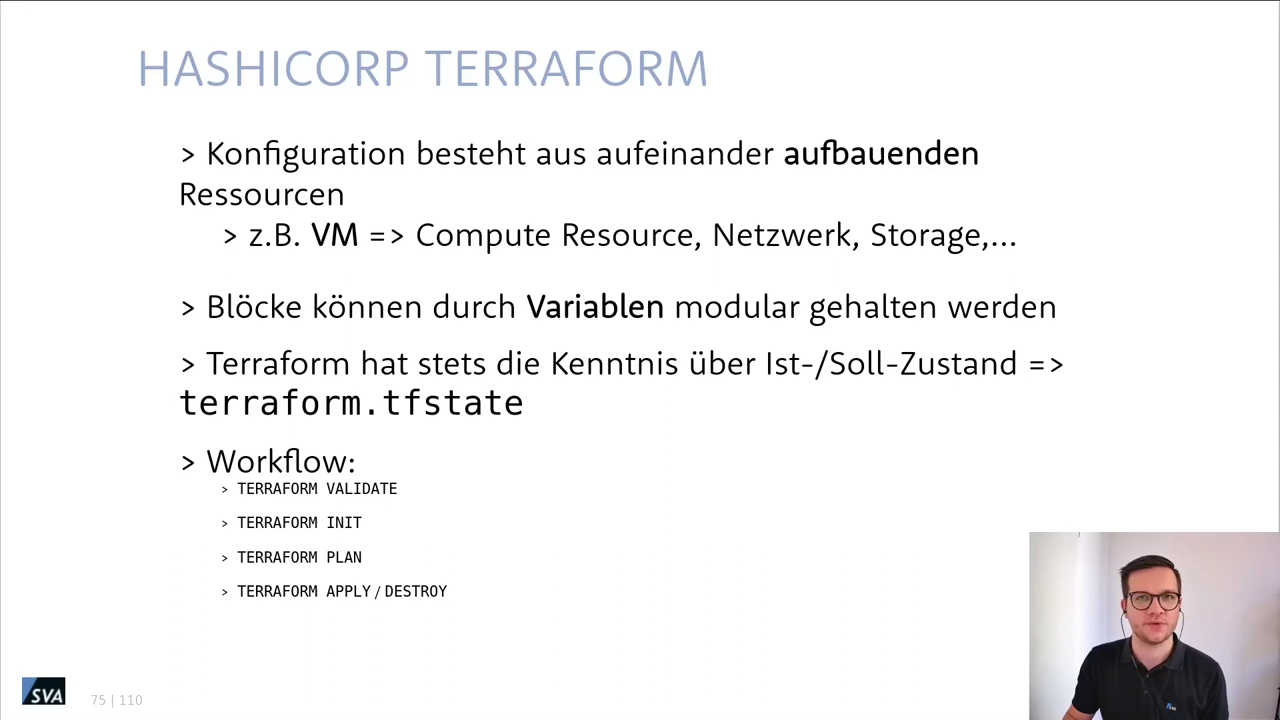 HASHICORP TERRAFORM
> Konfiguration besteht aus aufeinander aufbauenden
Ressourcen
> z.B. VM => Compute Resource, Netzwerk, Storage,...
> Blöcke können durch Variablen modular gehalten werden
> Terraform hat stets die Kenntnis über Ist-/Soll-Zustand =>
terraform.tfstate
> Workflow:
> TERRAFORM VALIDATE
> TERRAFORM INIT
> TERRAFORM PLAN
> TERRAFORM APPLY / DESTROY
SVA
75 | 110